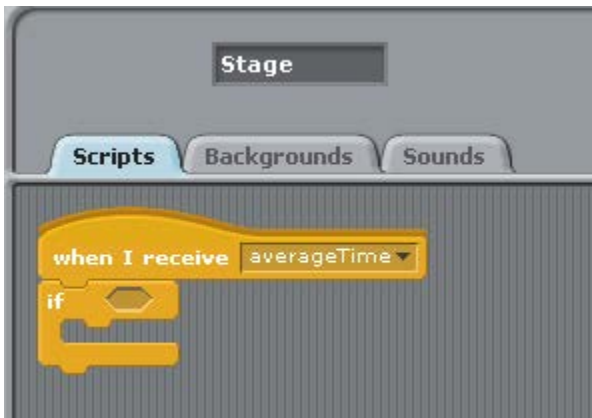 Stage
Scripts Backgrounds Sounds
when I receive averageTime
if